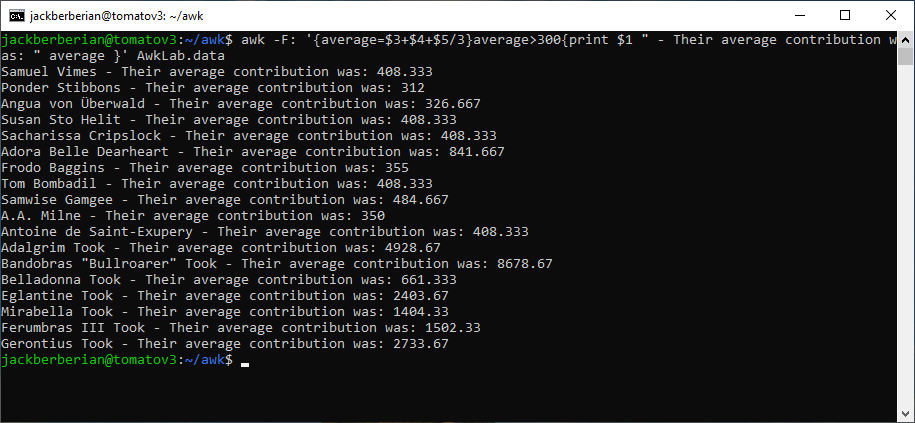 jackberberian@tomatov3: ~/awk
jackberberian@tomatov3:~/awk$ awk -F: '{average=$3+$4+$5/3}average>300{print $1 " - Their average contribution w
as: " average }' AwkLab.data
Samuel Vimes - Their average contribution was: 408.333
Ponder Stibbons - Their average contribution was: 312
Angua von Überwald - Their average contribution was: 326.667
Susan Sto Helit - Their average contribution was: 408.333
Sacharissa Cripslock - Their average contribution was: 408.333
Adora Belle Dearheart - Their average contribution was: 841.667
Frodo Baggins - Their average contribution was: 355
Tom Bombadil - Their average contribution was: 408.333
Samwise Gamgee - Their average contribution was: 484.667
A.A. Milne - Their average contribution was: 350
Antoine de Saint-Exupery - Their average contribution was: 408.333
Adalgrim Took - Their average contribution was: 4928.67
Bandobras "Bullroarer" Took - Their average contribution was: 8678.67
Belladonna Took - Their average contribution was: 661.333
Eglantine Took - Their average contribution was: 2403.67
Mirabella Took - Their average contribution was: 1404.33
Ferumbras III Took - Their average contribution was: 1502.33
Gerontius Took - Their average contribution was: 2733.67
jackberberian@tomatov3:~/awk$